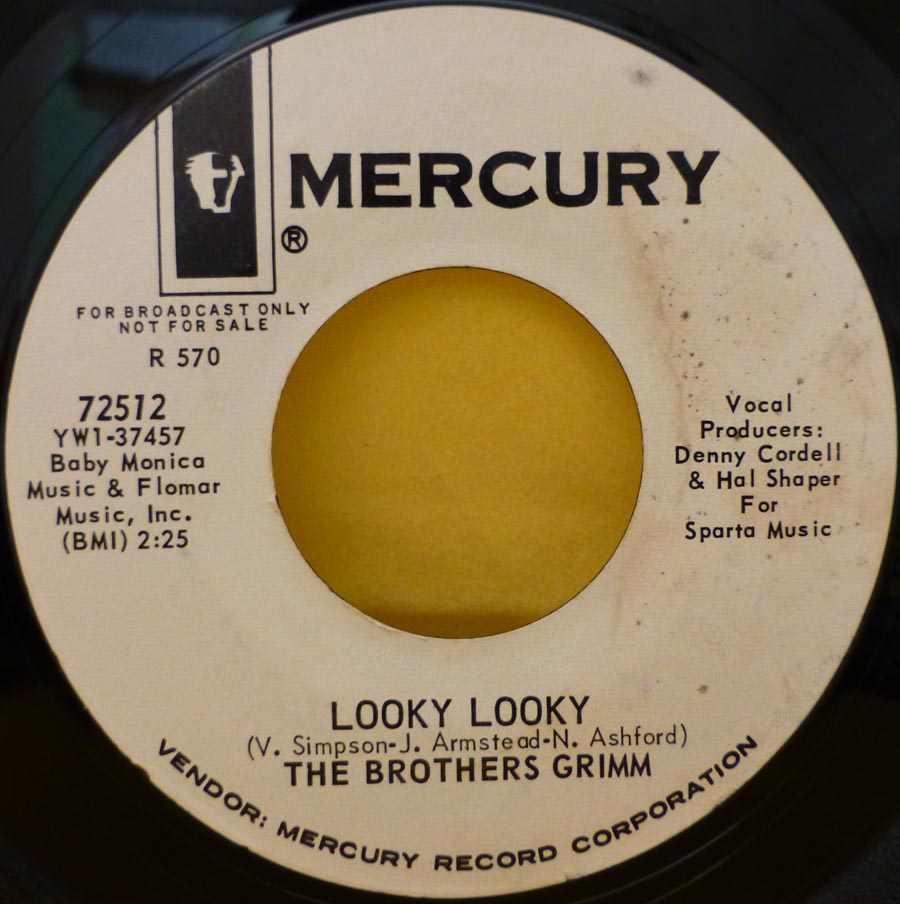 MERCURY
®
FOR BROADCAST ONLY
NOT FOR SALE
R 570
72512
YW1-37457
Baby Monica
Music & Flomar
Music, Inc.
(BMI) 2:25
Vocal
Producers:
Denny Cordell
& Hal Shaper
For
Sparta Music
LOOKY LOOKY
(V. Simpson-J. Armstead-N. Ashford)
THE BROTHERS GRIMM
VENDOR: MERCURY RECORD CORPORATION